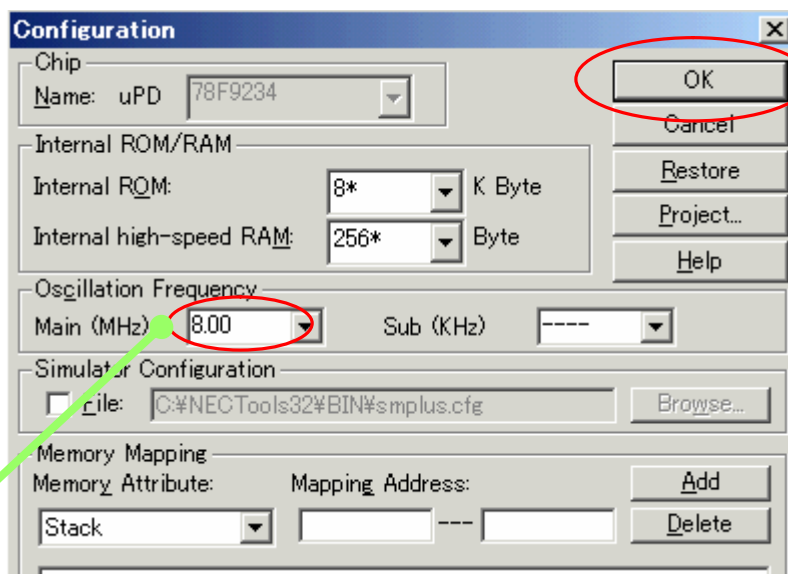 Configuration
Chip
Name: uPD 78F9234
OK
Cancel
Internal ROM/RAM
Internal ROM: 8* K Byte
Restore
Internal high-speed RAM: 256* Byte
Project...
Help
Oscillation Frequency
Main (MHz) 8.00 Sub (KHz) ----
Simulator Configuration
File: C:¥NECTools32¥BIN¥smplus.cfg Browse...
Memory Mapping
Memory Attribute: Mapping Address: Add
Stack --- Delete